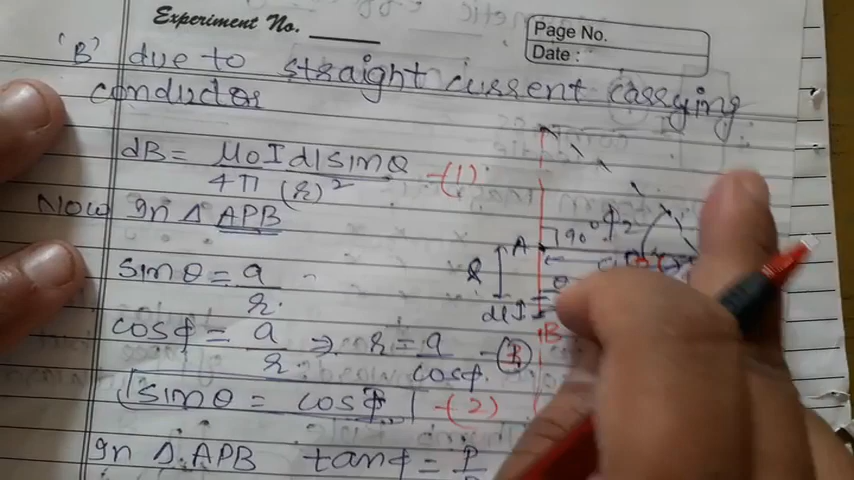 Experiment No.
Page No.
Date :
'B' due to straight current carrying
conductor
dB = μ0 I dl sinθ / 4π (r)² -(1)
Now In Δ APB
sinθ = a / r
cosφ = a / r ⇒ r = a / cosφ -(R)
sinθ = cosφ -(2)
In Δ APB tanφ = P
A 90° φ2
l
θ
dl I
B